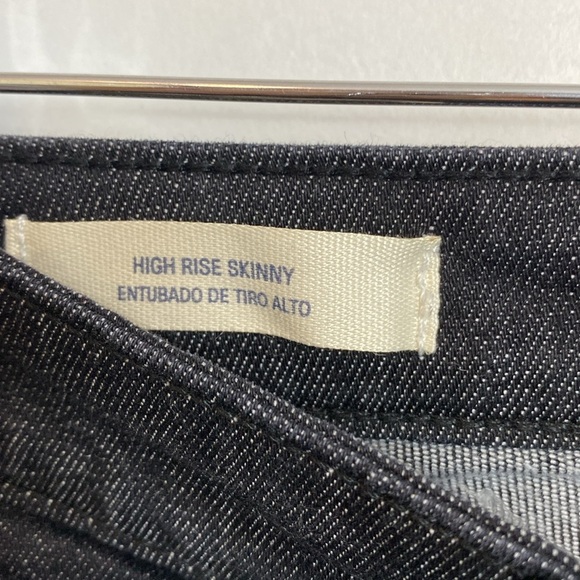 HIGH RISE SKINNY
ENTUBADO DE TIRO ALTO